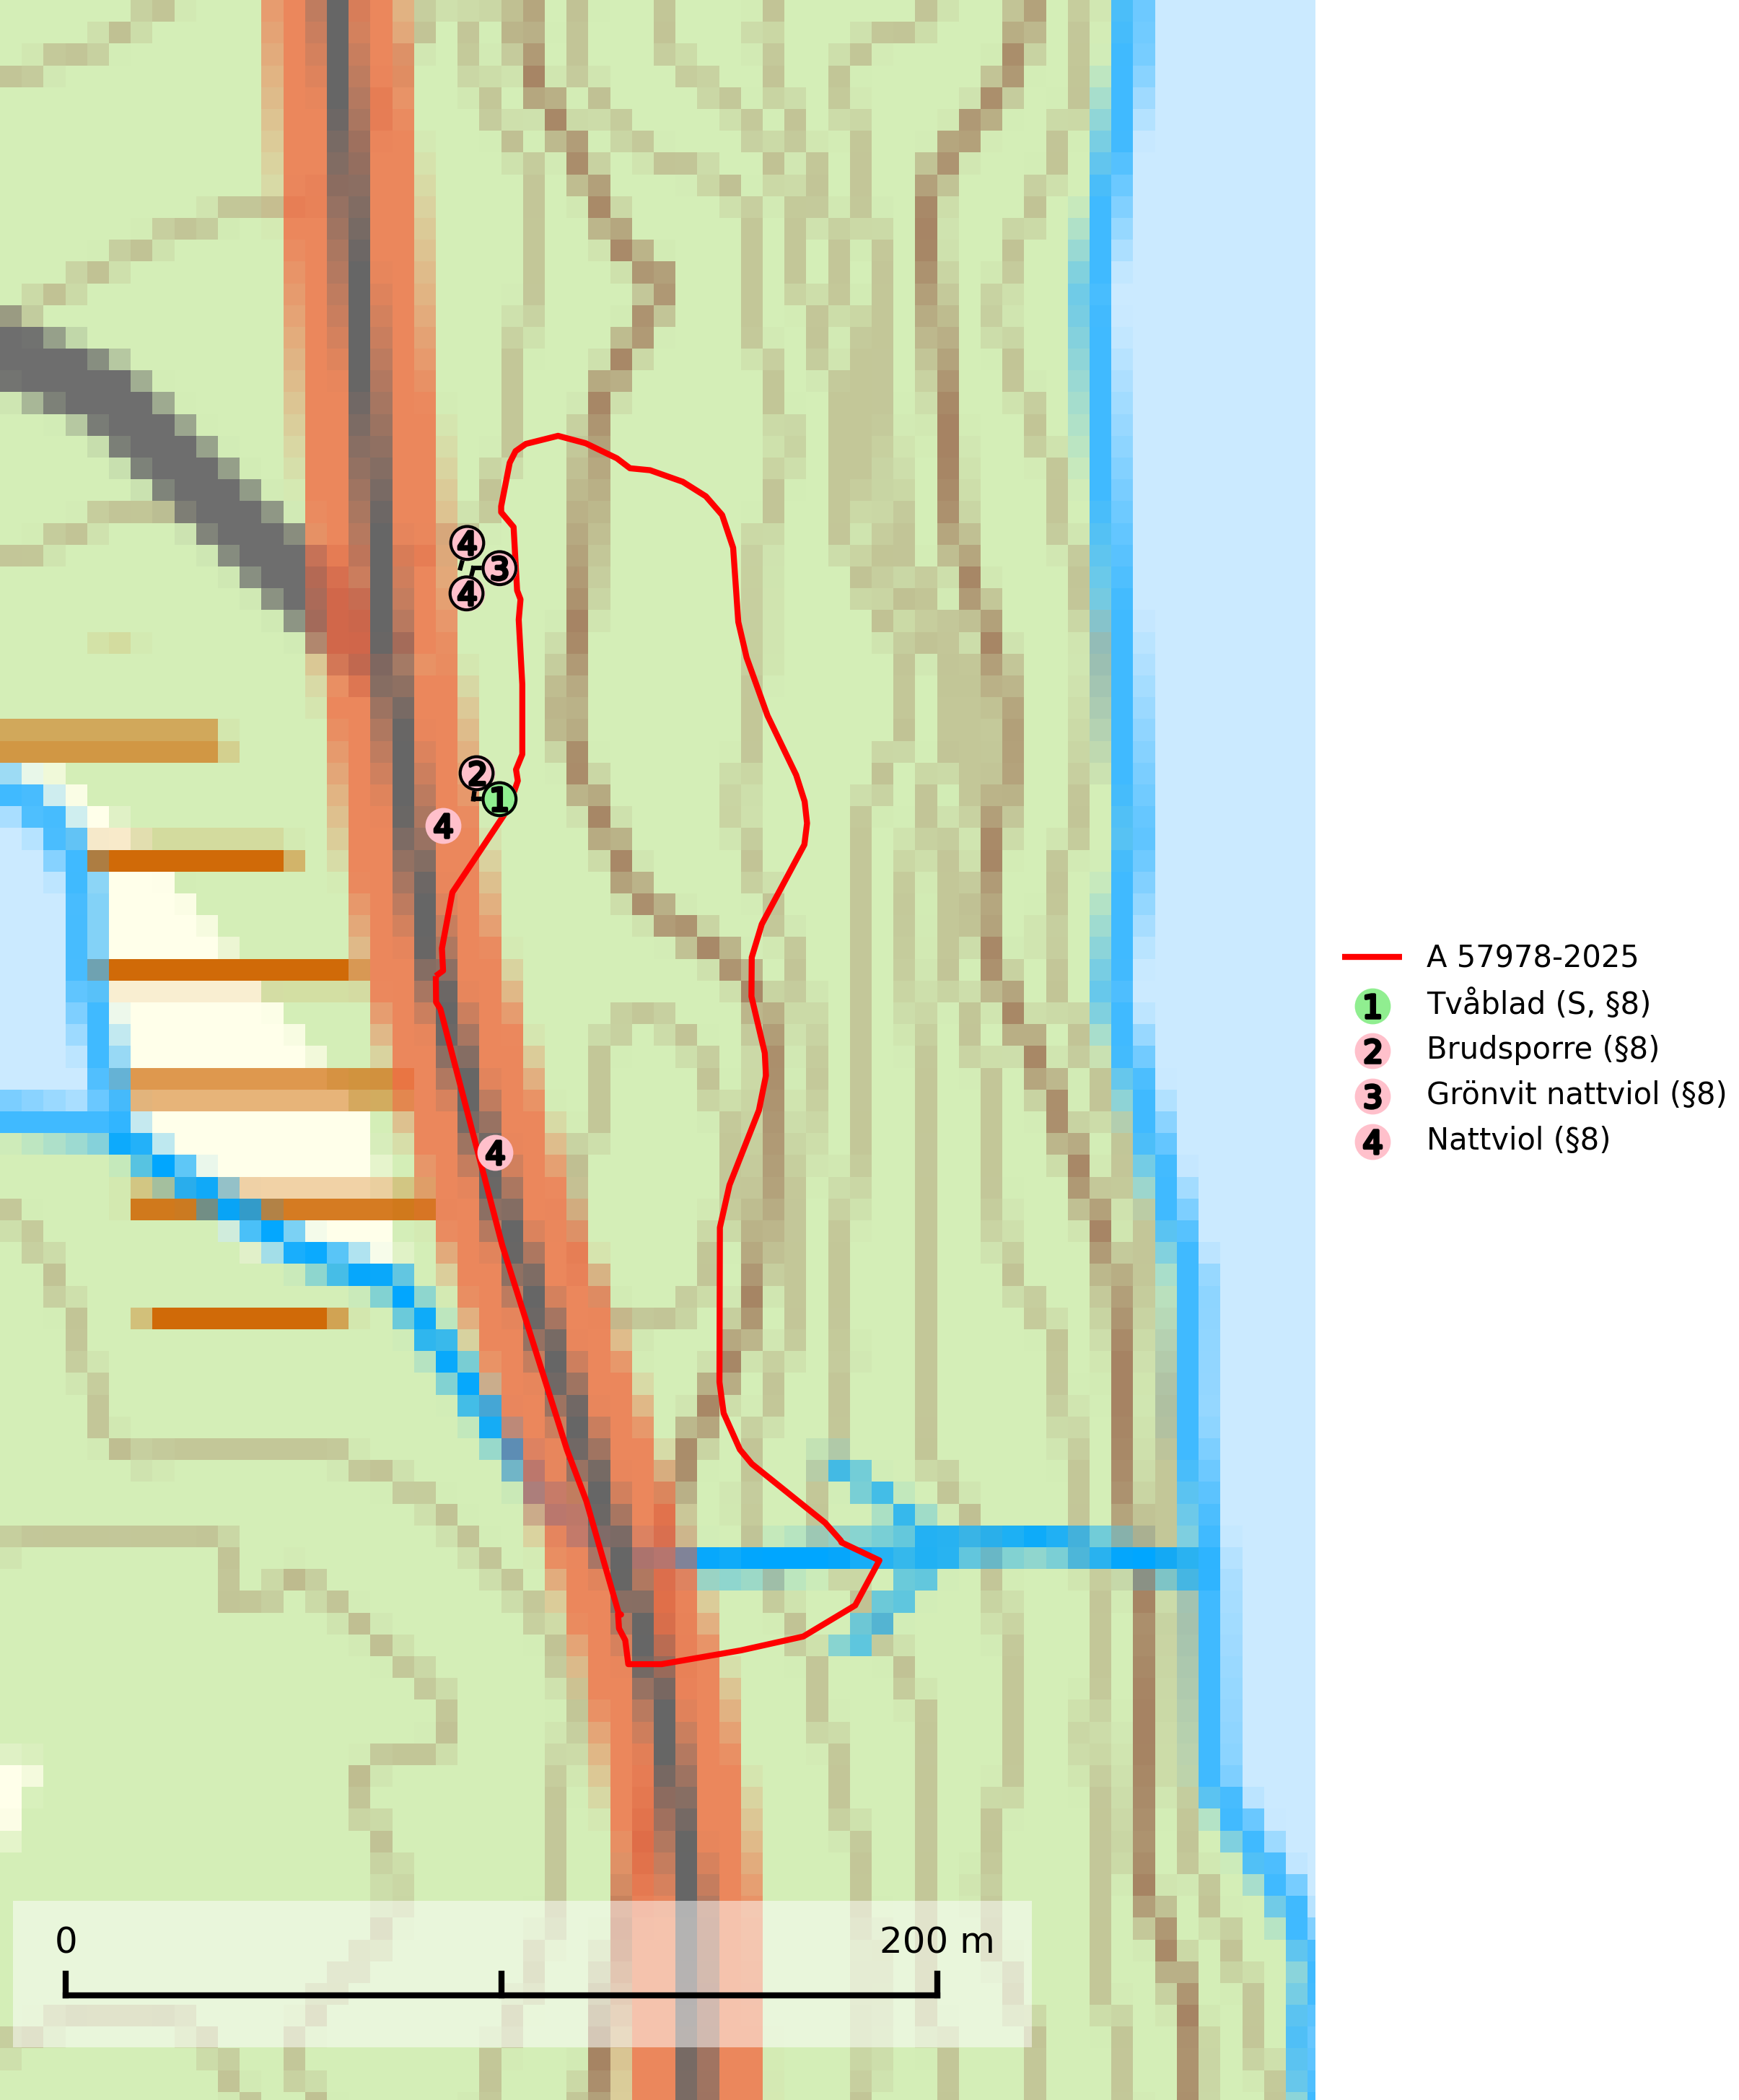 4
3
4
2
1
4
4
A 57978-2025
1 Tvåblad (S, §8)
2 Brudsporre (§8)
3 Grönvit nattviol (§8)
4 Nattviol (§8)
0 200 m